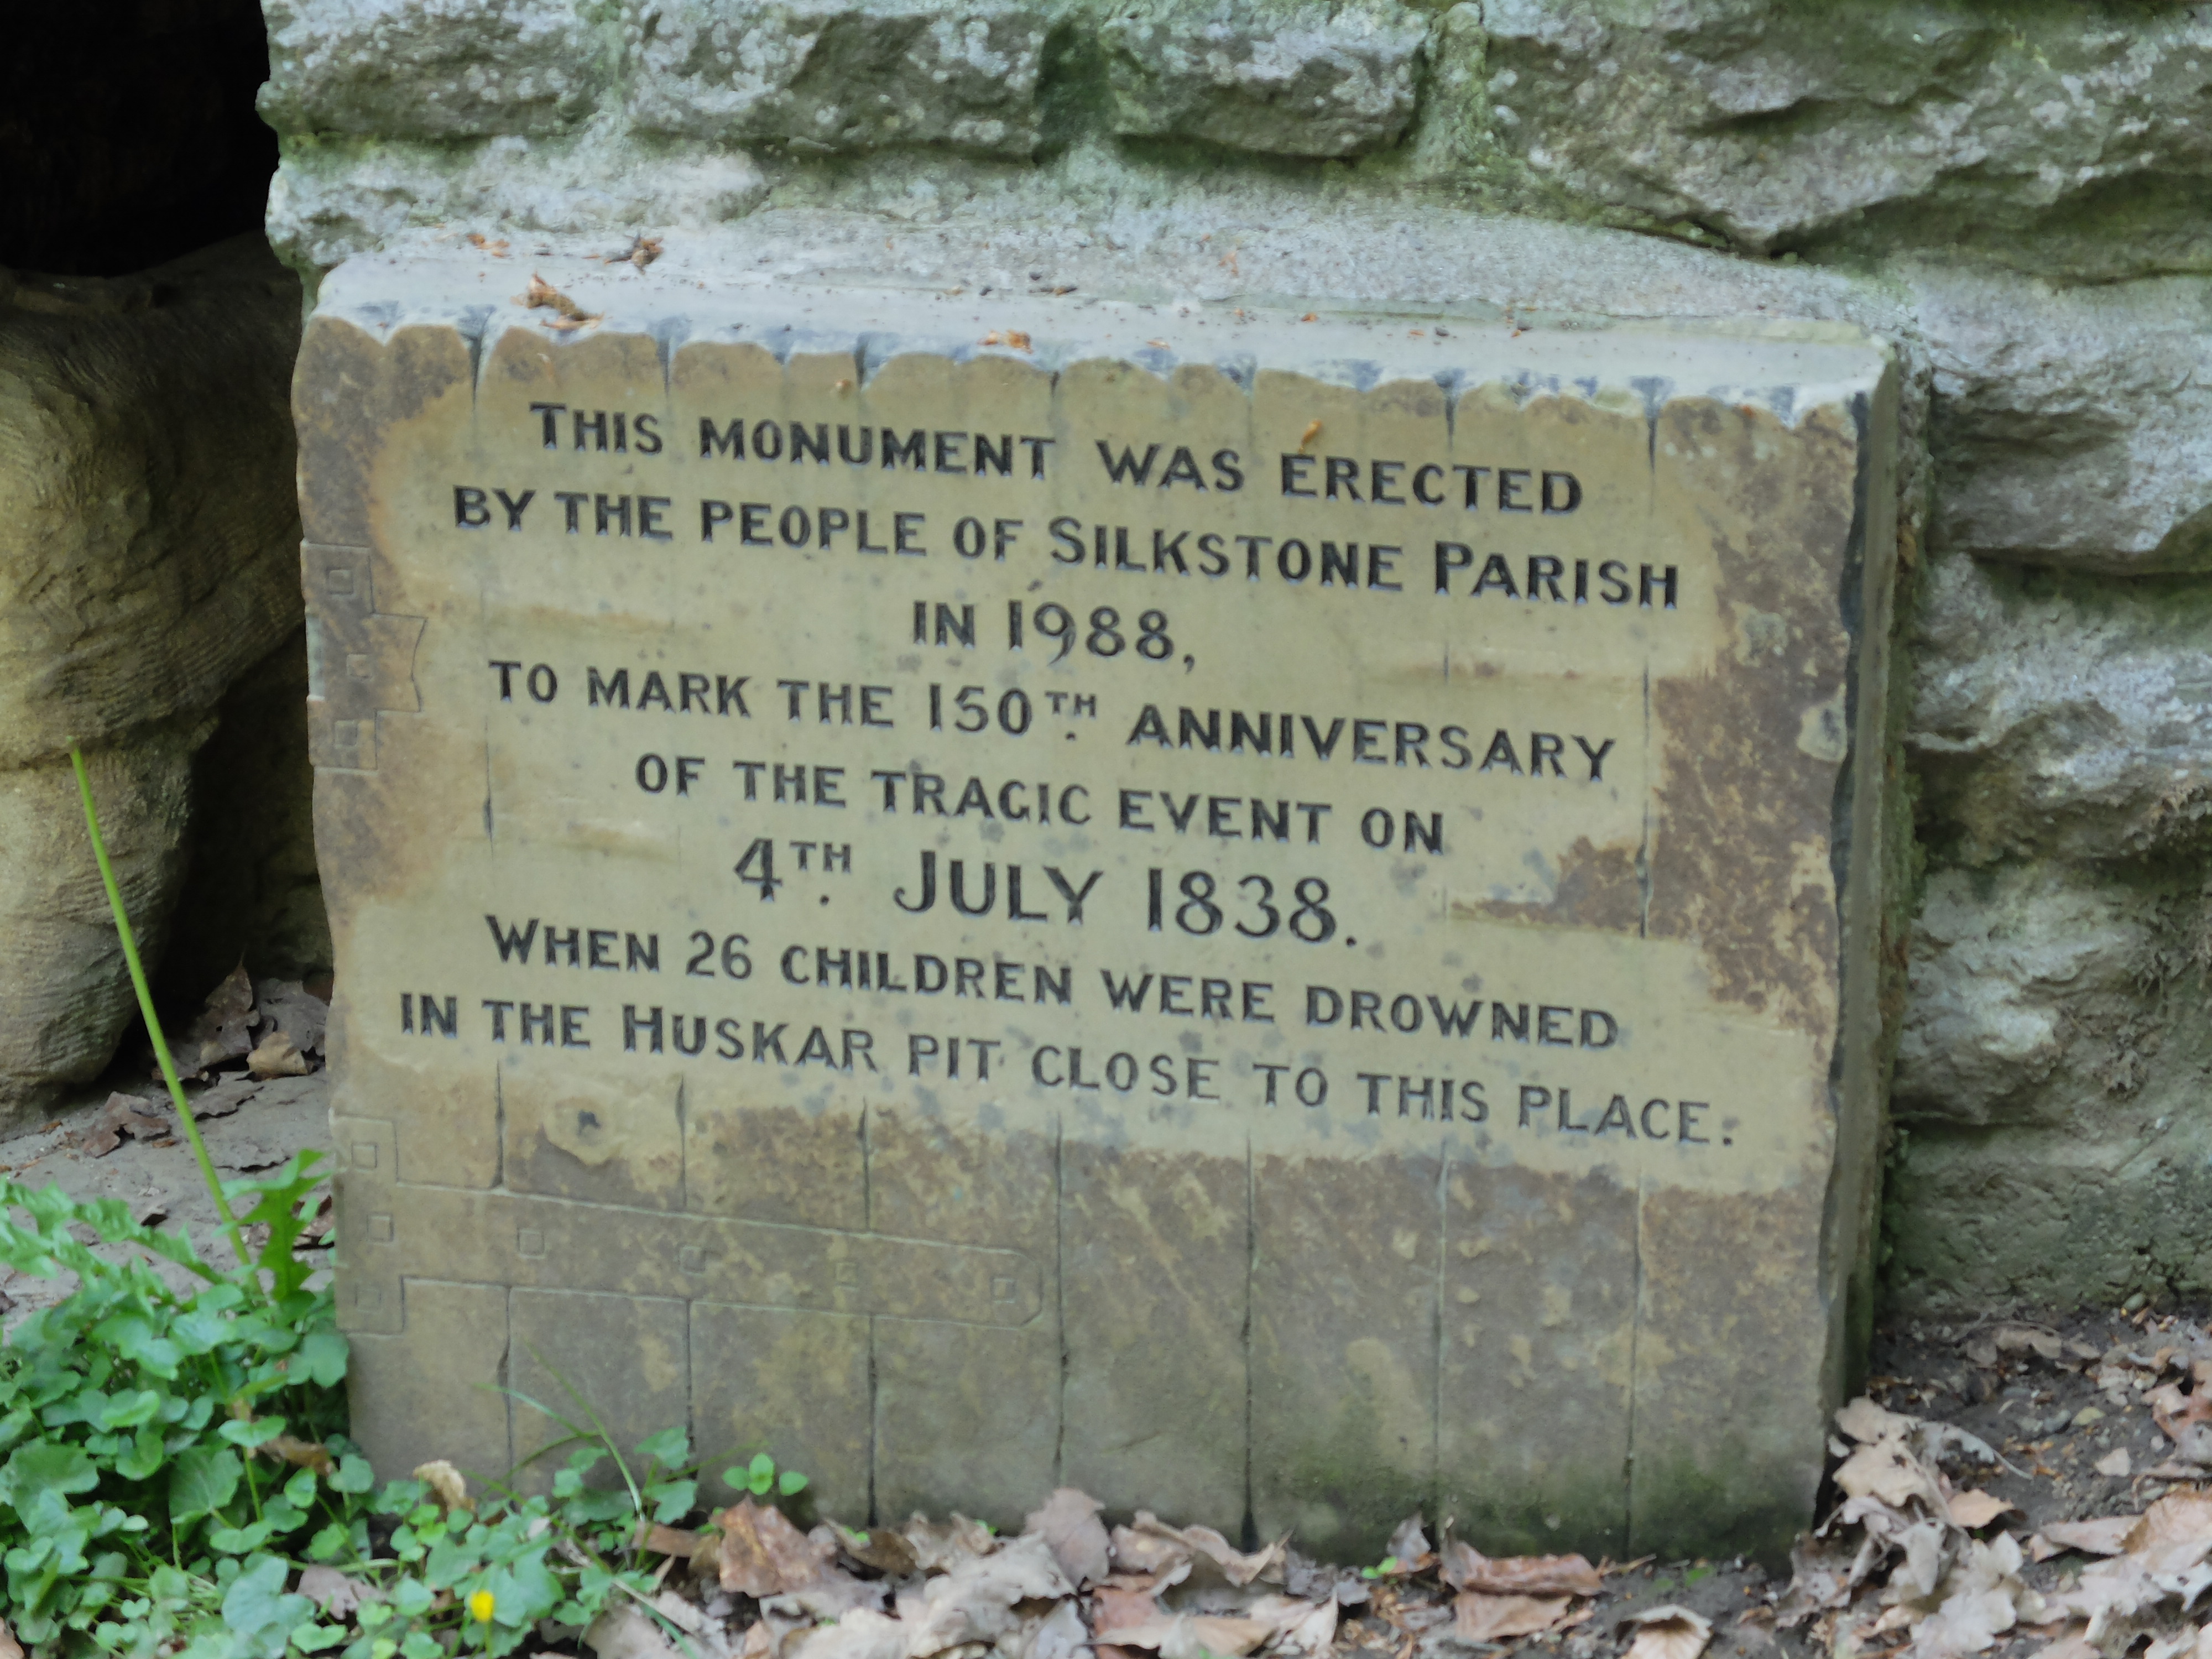 THIS MONUMENT WAS ERECTED
BY THE PEOPLE OF SILKSTONE PARISH
IN 1988,
TO MARK THE 150TH. ANNIVERSARY
OF THE TRAGIC EVENT ON
4TH. JULY 1838.
WHEN 26 CHILDREN WERE DROWNED
IN THE HUSKAR PIT CLOSE TO THIS PLACE.